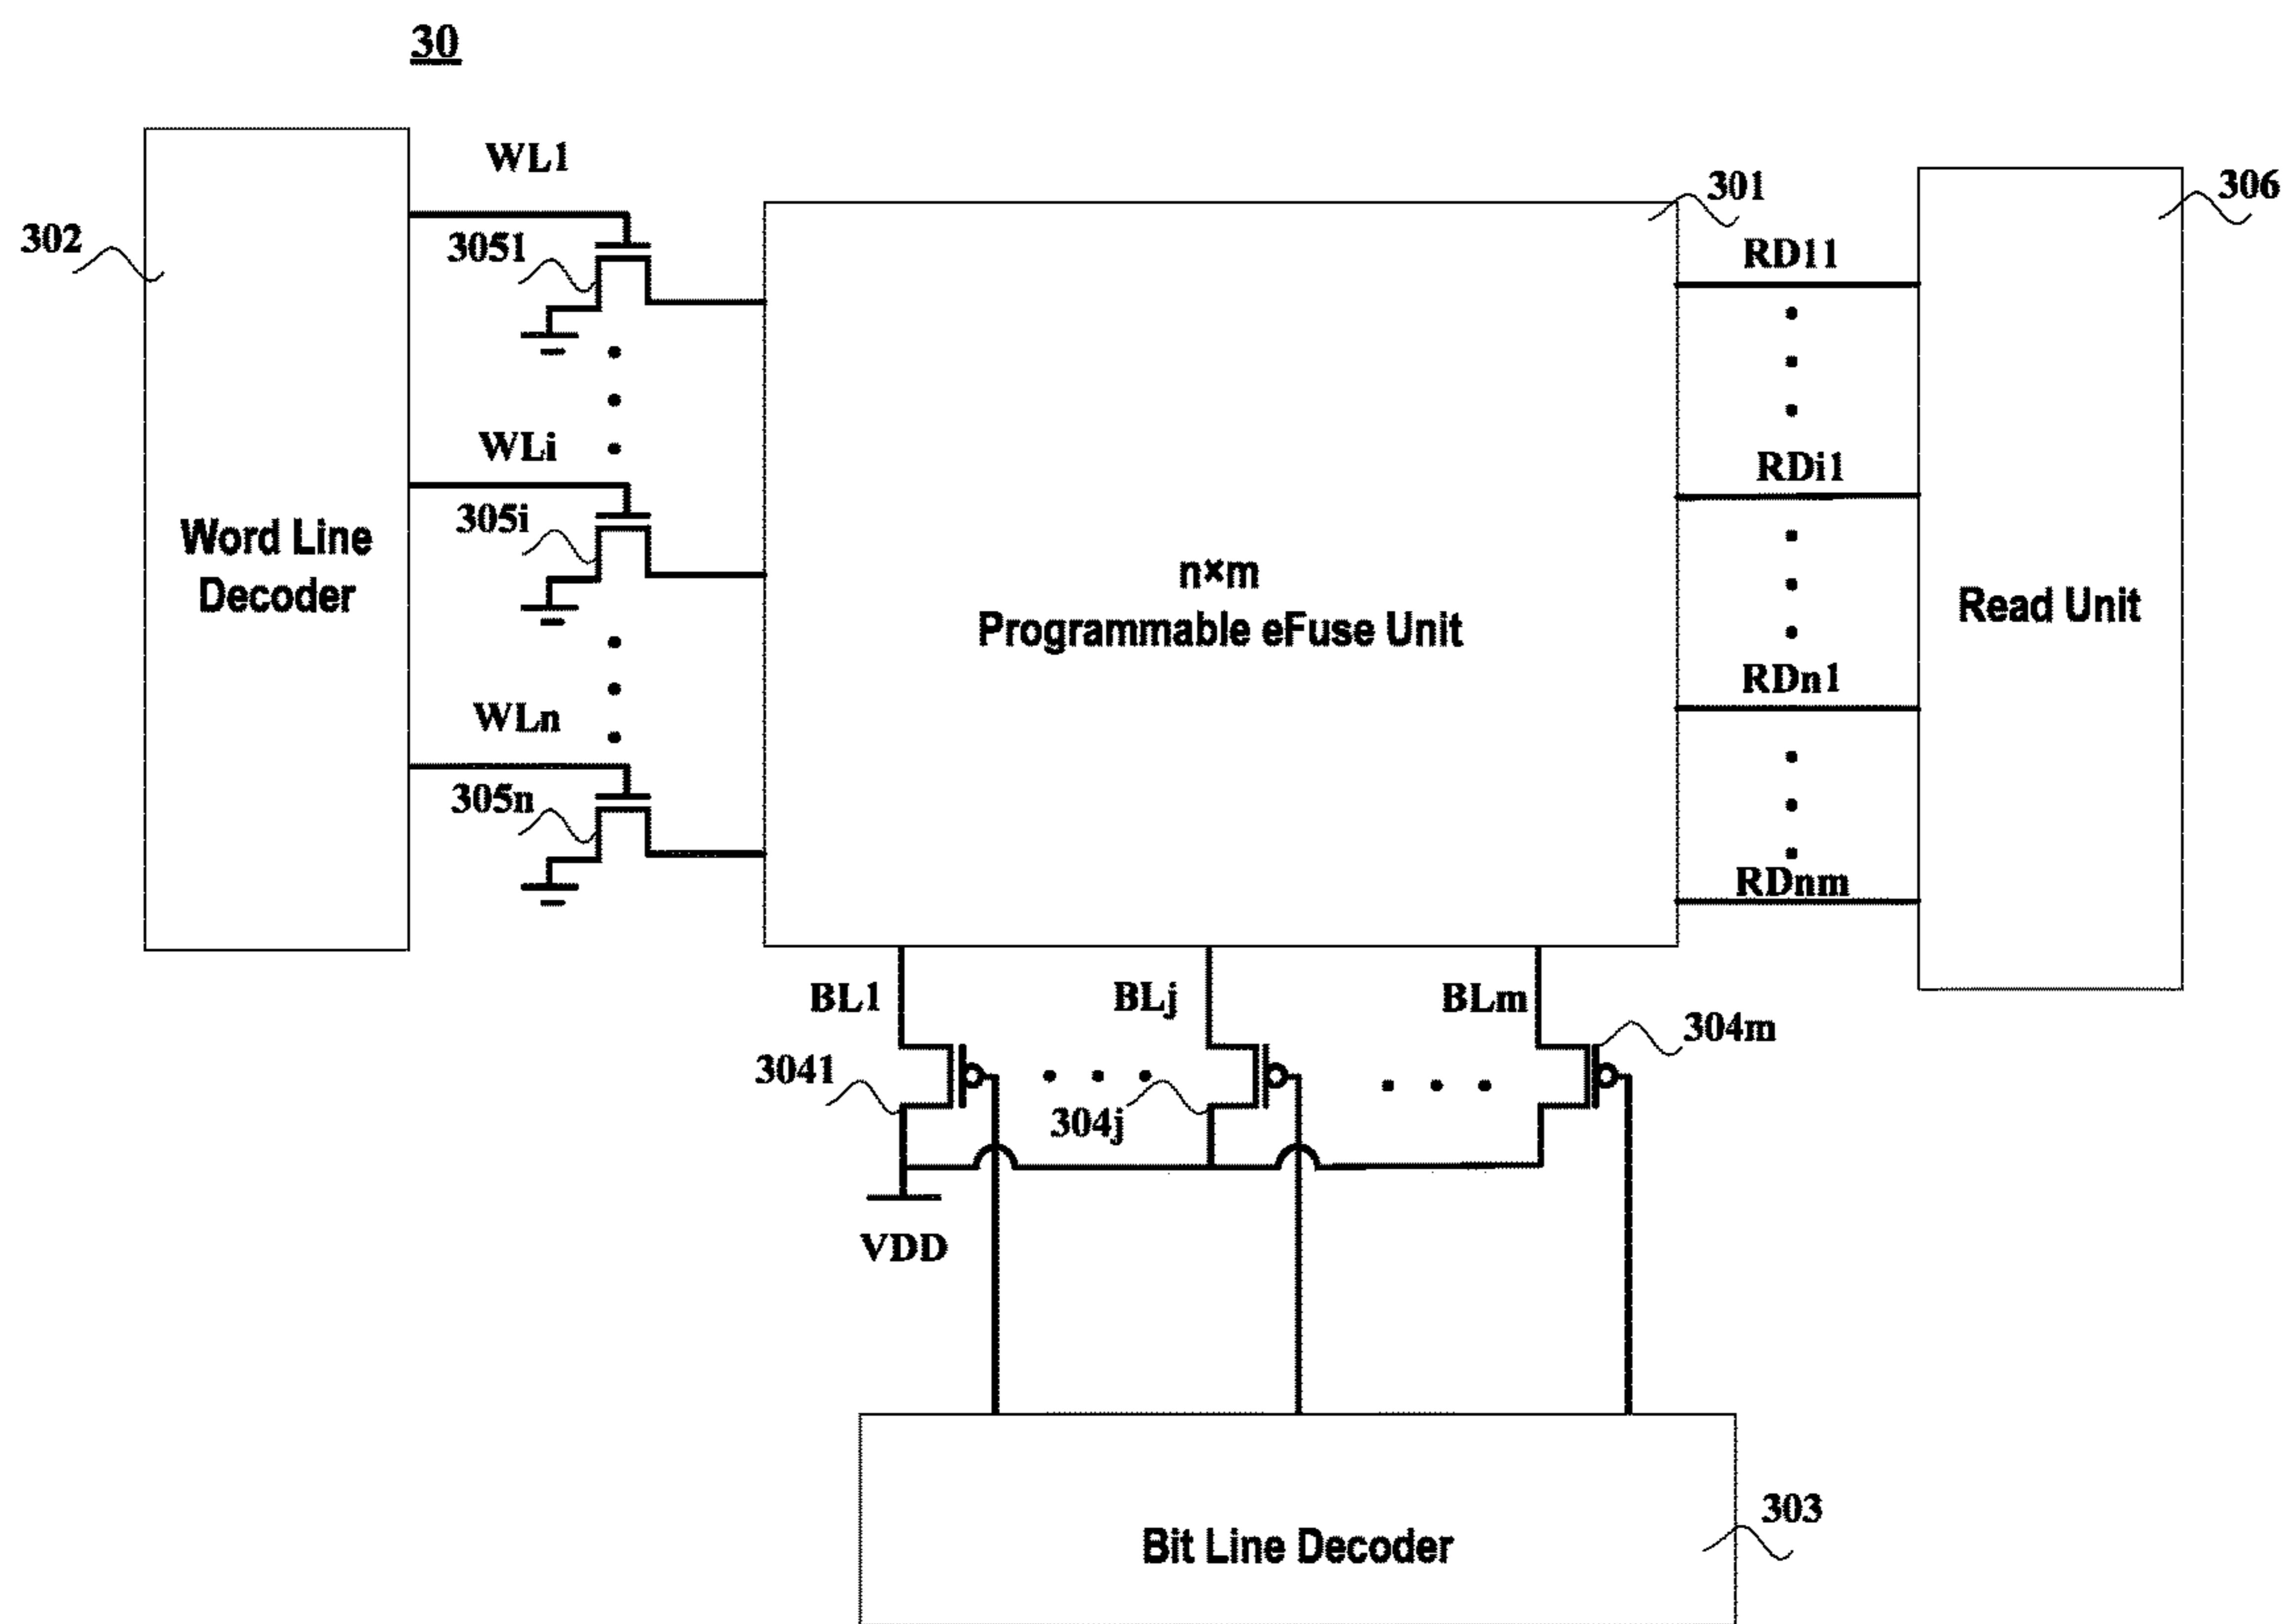 30
WL1
301
306
302
3051
RD11
WLi
RDi1
305i
Word Line
Decoder
n×m
Programmable eFuse Unit
Read Unit
RDn1
WLn
305n
RDnm
BL1
BLj
BLm
304m
3041
304j
VDD
303
Bit Line Decoder